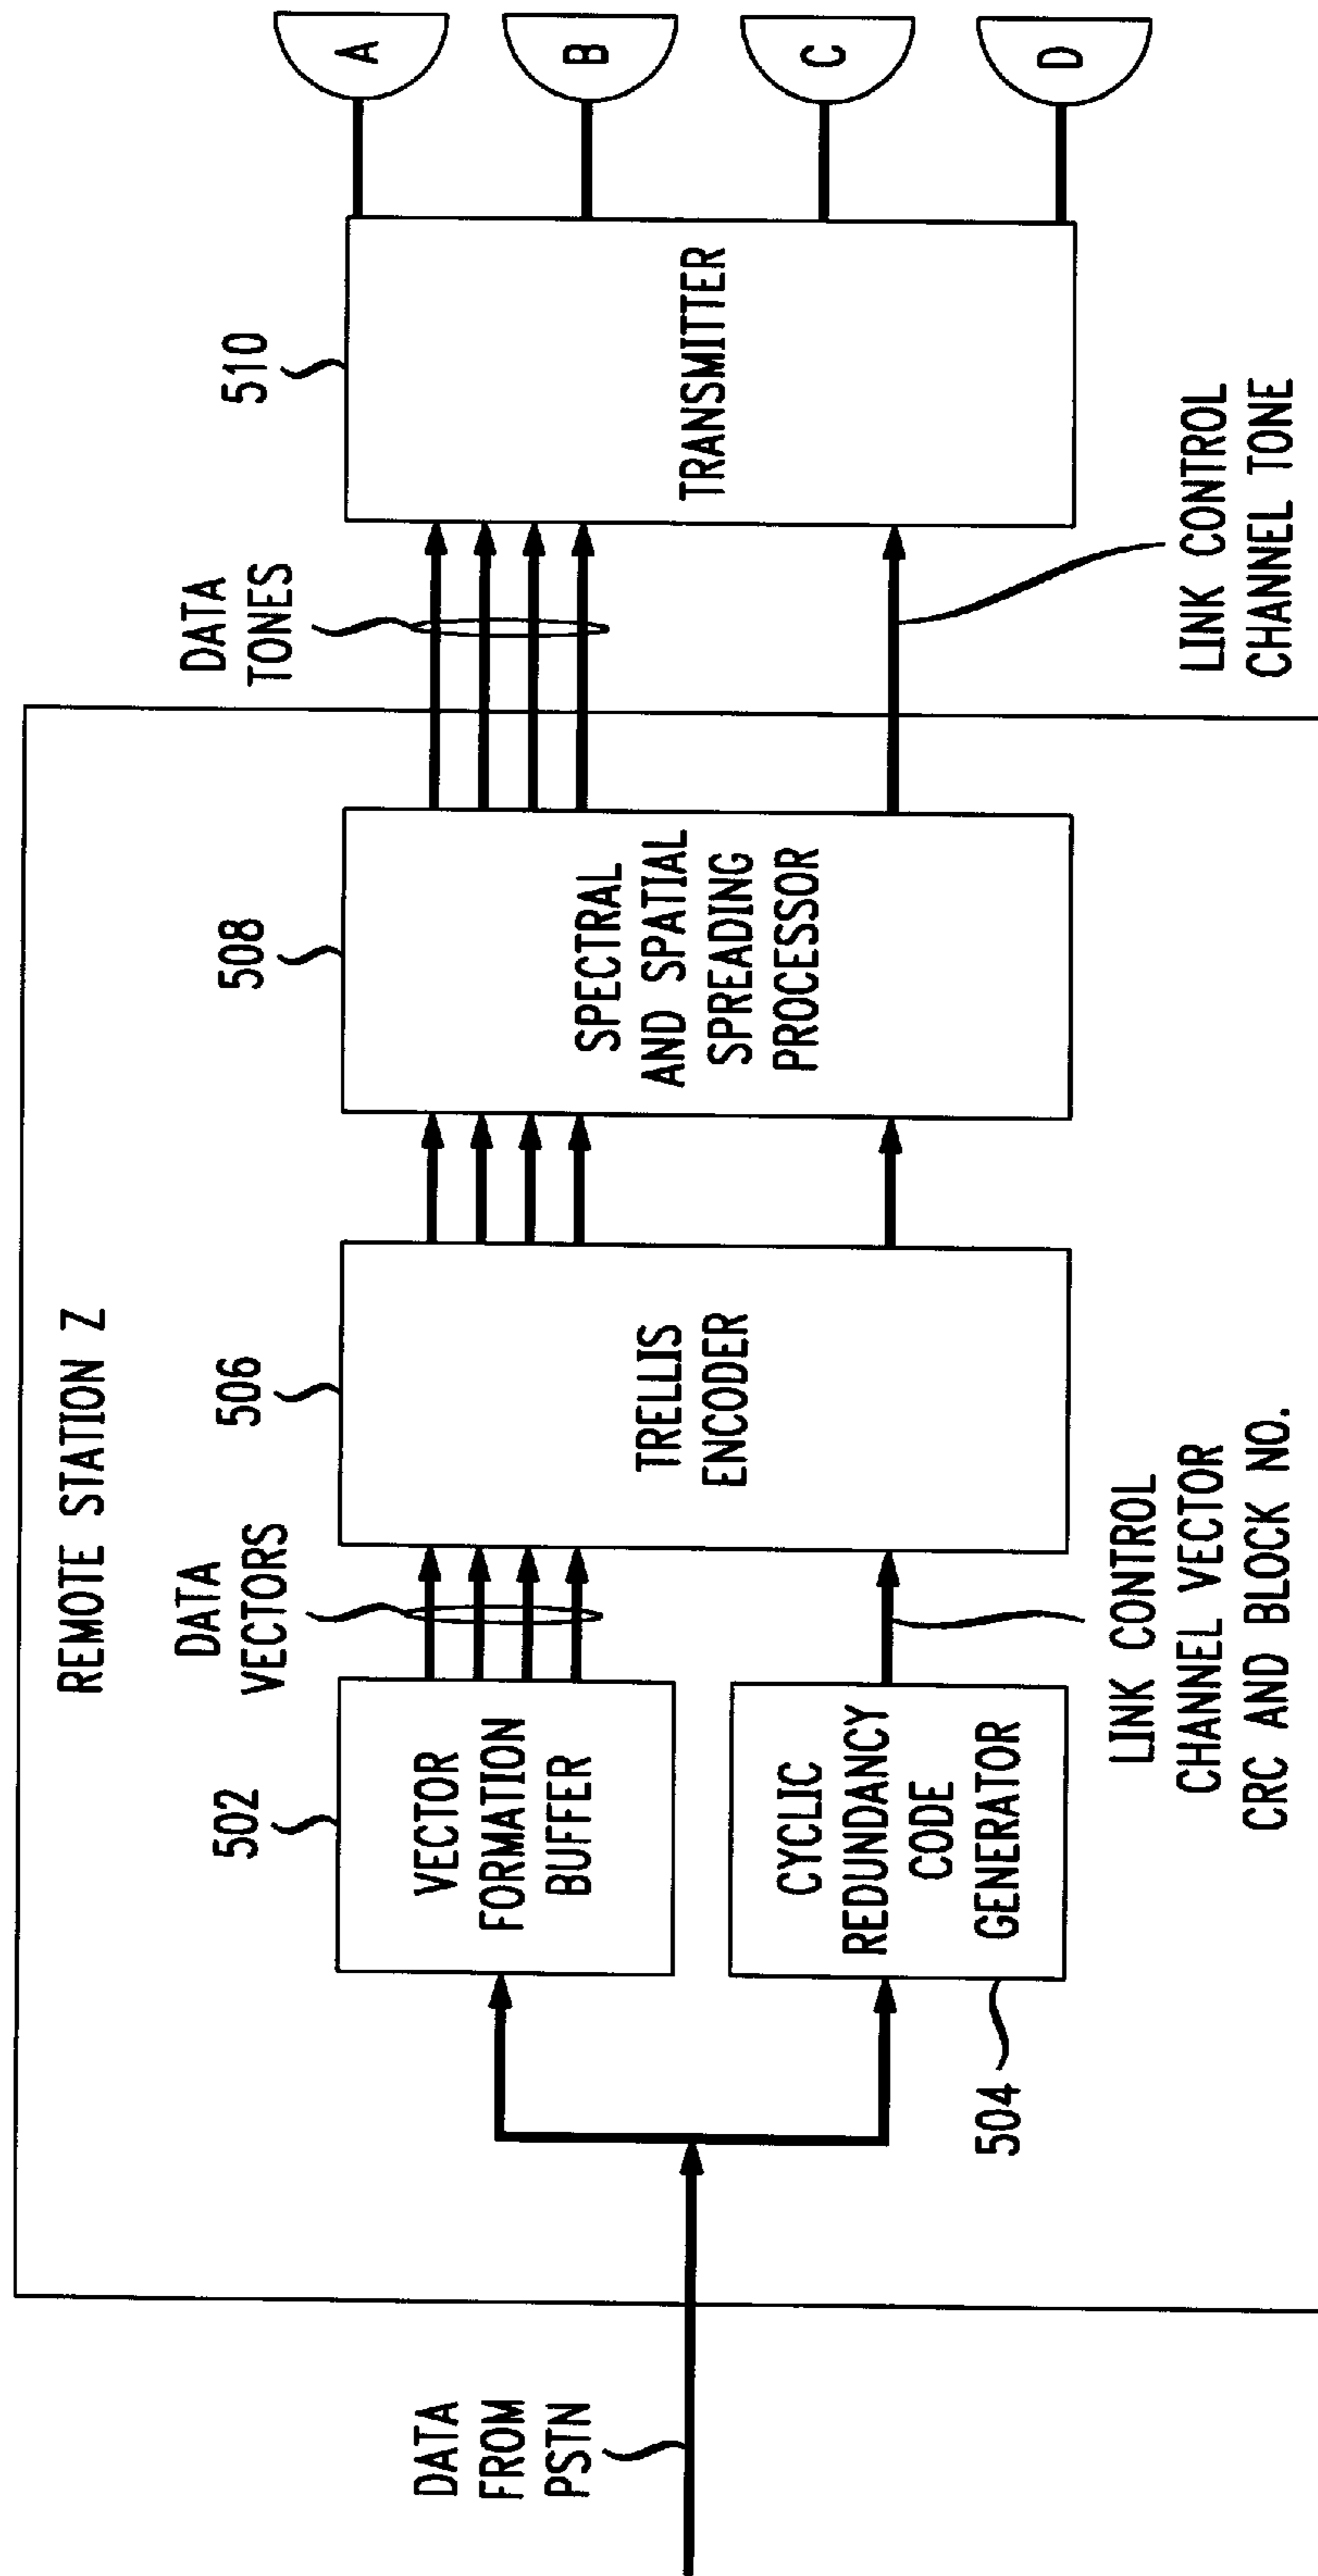 REMOTE STATION Z
DATA
FROM
PSTN
502
VECTOR
FORMATION
BUFFER
504
CYCLIC
REDUNDANCY
CODE
GENERATOR
DATA
VECTORS
LINK CONTROL
CHANNEL VECTOR
CRC AND BLOCK NO.
506
TRELLIS
ENCODER
508
SPECTRAL
AND SPATIAL
SPREADING
PROCESSOR
DATA
TONES
LINK CONTROL
CHANNEL TONE
510
TRANSMITTER
A
B
C
D